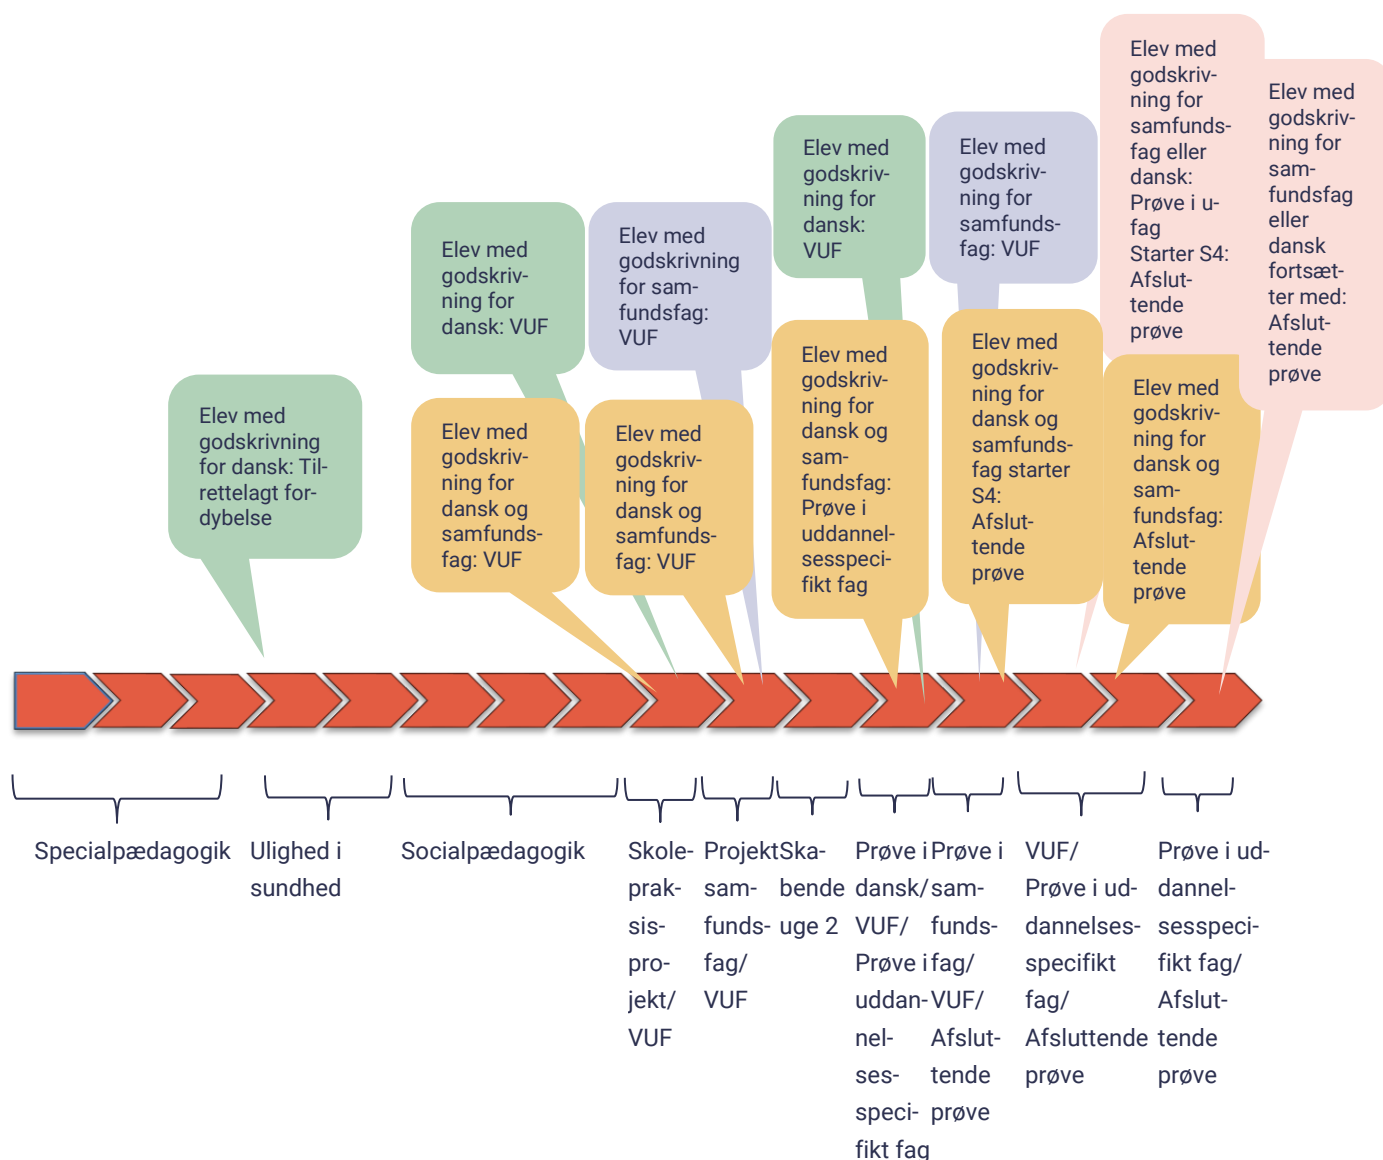 Elev med
godskriv-
ning for
samfunds-
fag eller
dansk:
Prøve i u-
fag
Starter S4:
Afslut-
tende
prøve
Elev med
godskriv-
ning for
sam-
fundsfag
eller
dansk
fortsæt-
ter med:
Afslut-
tende
prøve
Elev med
godskriv-
ning for
dansk:
VUF
Elev med
godskriv-
ning for
samfunds-
fag: VUF
Elev med
godskriv-
ning for
dansk: VUF
Elev med
godskrivning
for sam-
fundsfag:
VUF
Elev med
godskrivning
for dansk: Til-
rettelagt for-
dybelse
Elev med
godskriv-
ning for
dansk og
samfunds-
fag: VUF
Elev med
godskriv-
ning for
dansk og
samfunds-
fag: VUF
Elev med
godskriv-
ning for
dansk og
sam-
fundsfag:
Prøve i
uddannel-
sesspeci-
fikt fag
Elev med
godskriv-
ning for
dansk og
samfunds-
fag starter
S4:
Afslut-
tende
prøve
Elev med
godskriv-
ning for
dansk og
sam-
fundsfag:
Afslut-
tende
prøve
Specialpædagogik
Ulighed i
sundhed
Socialpædagogik
Skole-
prak-
sis-
pro-
jekt/
VUF
Projekt
sam-
funds-
fag/
VUF
Ska-
bende
uge 2
Prøve i
dansk/
VUF/
Prøve i
uddan-
nel-
ses-
speci-
fikt fag
Prøve i
sam-
funds-
fag/
VUF/
Afslut-
tende
prøve
VUF/
Prøve i ud-
dannelses-
specifikt
fag/
Afsluttende
prøve
Prøve i ud-
dannel-
sesspeci-
fikt fag/
Afslut-
tende
prøve